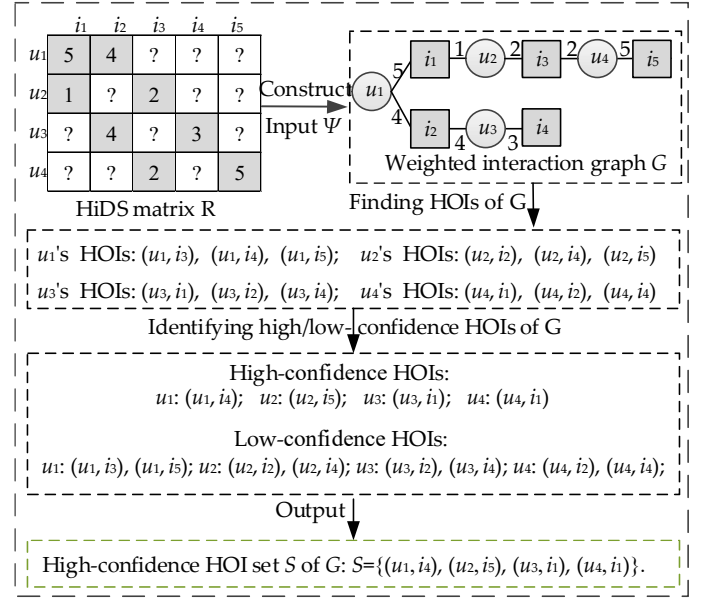 i1 i2 i3 i4 i5
u1 5 4 ? ? ?
u2 1 ? 2 ? ?
u3 ? 4 ? 3 ?
u4 ? ? 2 ? 5
HiDS matrix R
Construct
Input Ψ
u1 5 i1 1 u2 2 i3 2 u4 5 i5
4 i2 4 u3 3 i4
Weighted interaction graph G
Finding HOIs of G
u1's HOIs: (u1, i3), (u1, i4), (u1, i5); u2's HOIs: (u2, i2), (u2, i4), (u2, i5)
u3's HOIs: (u3, i1), (u3, i2), (u3, i4); u4's HOIs: (u4, i1), (u4, i2), (u4, i4)
Identifying high/low-confidence HOIs of G
High-confidence HOIs:
u1: (u1, i4); u2: (u2, i5); u3: (u3, i1); u4: (u4, i1)
Low-confidence HOIs:
u1: (u1, i3), (u1, i5); u2: (u2, i2), (u2, i4); u3: (u3, i2), (u3, i4); u4: (u4, i2), (u4, i4);
Output
High-confidence HOI set S of G: S={(u1, i4), (u2, i5), (u3, i1), (u4, i1)}.